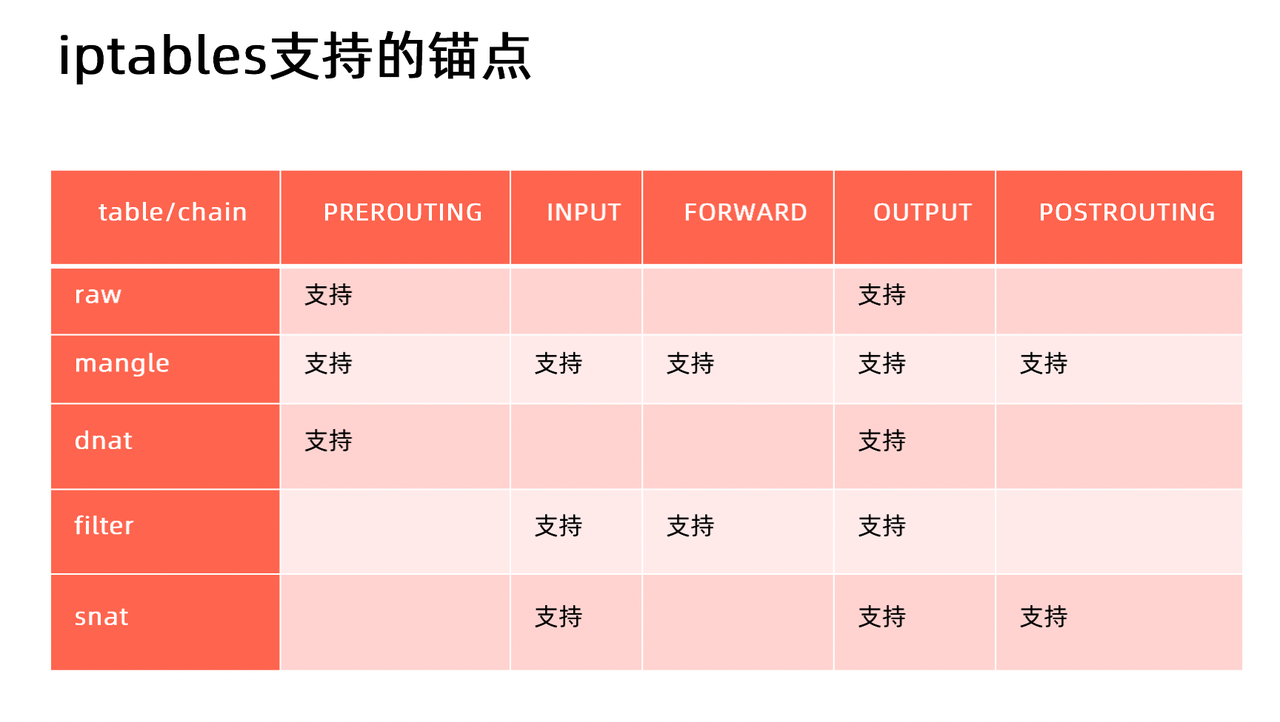 iptables支持的锚点
table/chain PREROUTING INPUT FORWARD OUTPUT POSTROUTING
raw 支持 支持
mangle 支持 支持 支持 支持 支持
dnat 支持 支持
filter 支持 支持 支持
snat 支持 支持 支持